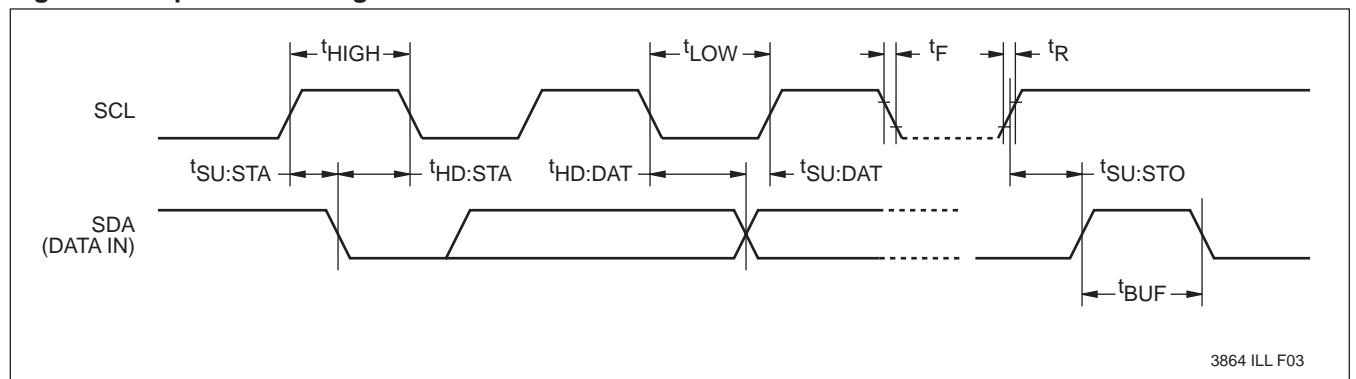 tHIGH
tLOW
tF
tR
SCL
tSU:STA
tHD:STA
tHD:DAT
tSU:DAT
tSU:STO
SDA
(DATA IN)
tBUF
3864 ILL F03